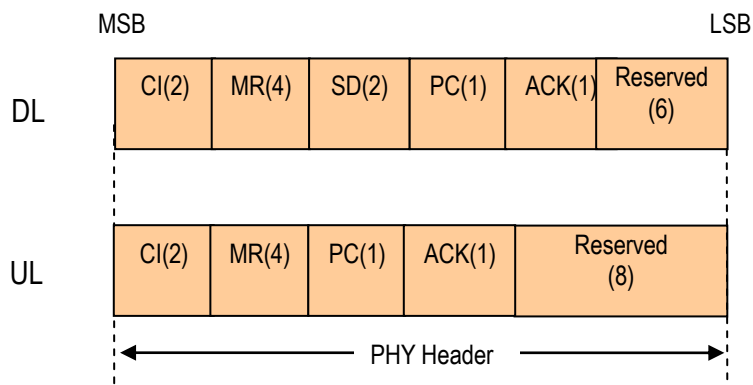 MSB LSB
DL CI(2) MR(4) SD(2) PC(1) ACK(1) Reserved
(6)
UL CI(2) MR(4) PC(1) ACK(1) Reserved
(8)
PHY Header